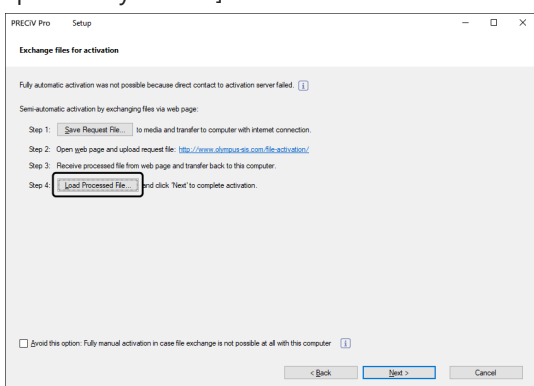 PRECiV Pro Setup
Exchange files for activation
Fully automatic activation was not possible because direct contact to activation server failed. i
Semi-automatic activation by exchanging files via web page:
Step 1: Save Request File... to media and transfer to computer with internet connection.
Step 2: Open web page and upload request file: http://www.olympus-sis.com/file-activation/
Step 3: Receive processed file from web page and transfer back to this computer.
Step 4: Load Processed File... and click 'Next' to complete activation.
Avoid this option: Fully manual activation in case file exchange is not possible at all with this computer i
< Back Next > Cancel